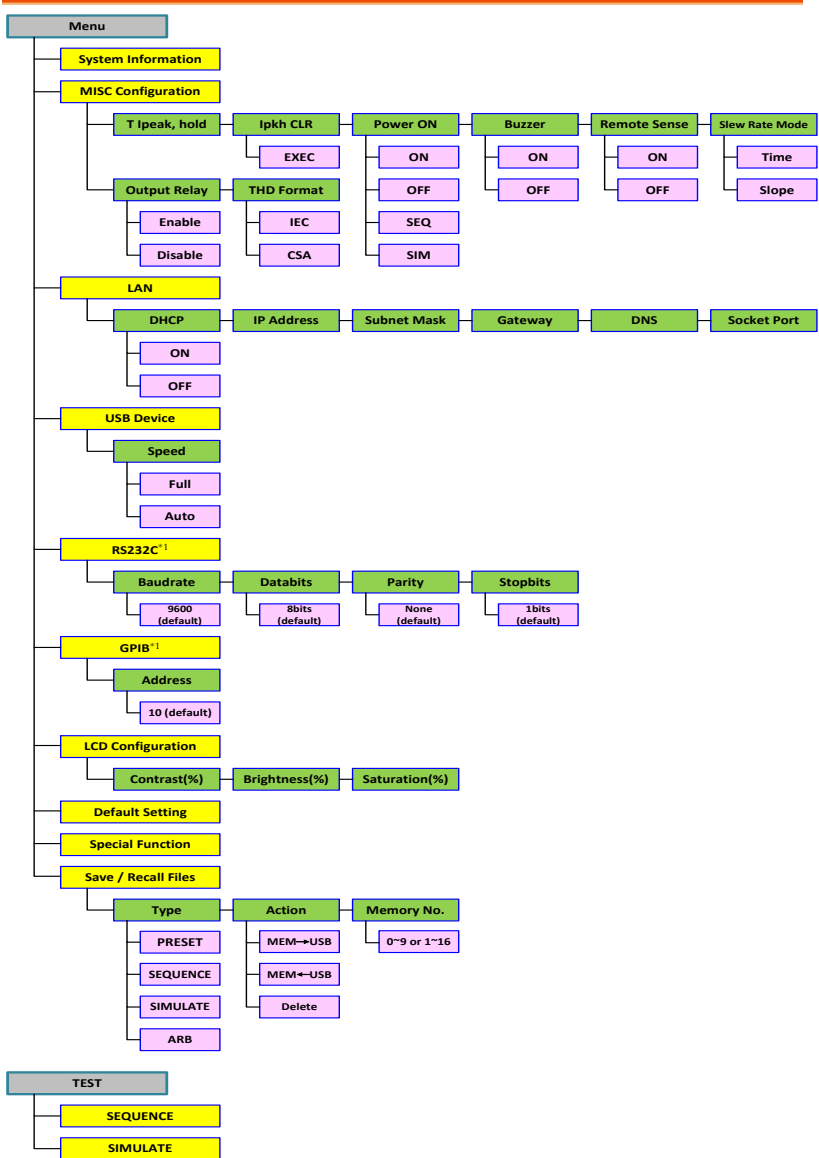 Menu
System Information
MISC Configuration
T Ipeak, hold Ipkh CLR Power ON Buzzer Remote Sense Slew Rate Mode
EXEC ON ON ON Time
Output Relay THD Format OFF OFF OFF Slope
Enable IEC SEQ
Disable CSA SIM
LAN
DHCP IP Address Subnet Mask Gateway DNS Socket Port
ON
OFF
USB Device
Speed
Full
Auto
RS232C*1
Baudrate Databits Parity Stopbits
9600 8bits None 1bits
(default) (default) (default) (default)
GPIB*1
Address
10 (default)
LCD Configuration
Contrast(%) Brightness(%) Saturation(%)
Default Setting
Special Function
Save / Recall Files
Type Action Memory No.
PRESET MEM→USB 0~9 or 1~16
SEQUENCE MEM←USB
SIMULATE Delete
ARB
TEST
SEQUENCE
SIMULATE